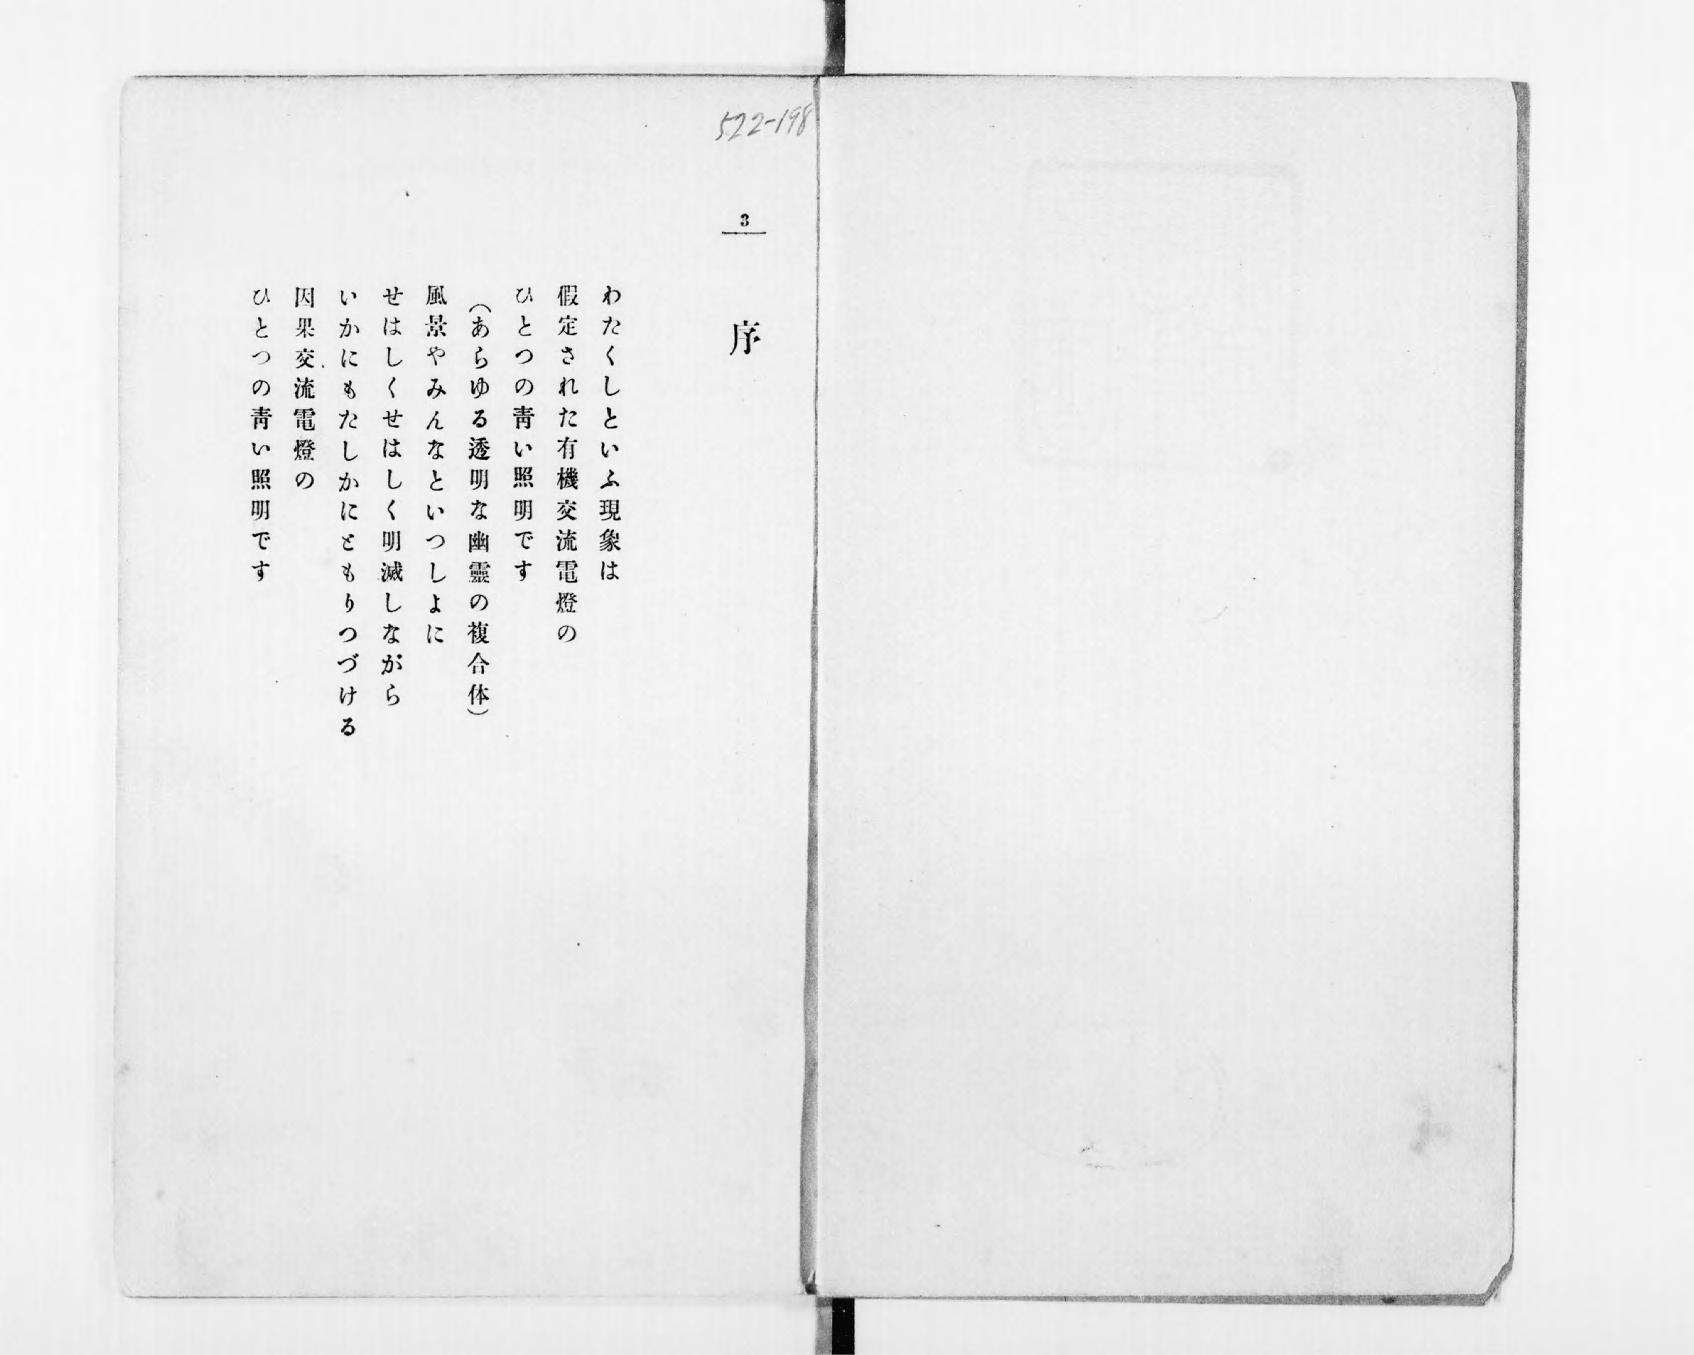 522-198
3
序
わたくしといふ現象は
假定された有機交流電燈の
ひとつの靑い照明です
(あらゆる透明な幽靈の複合体)
風景やみんなといつしよに
せはしくせはしく明滅しながら
いかにもたしかにともりつづける
因果交流電燈の
ひとつの靑い照明です